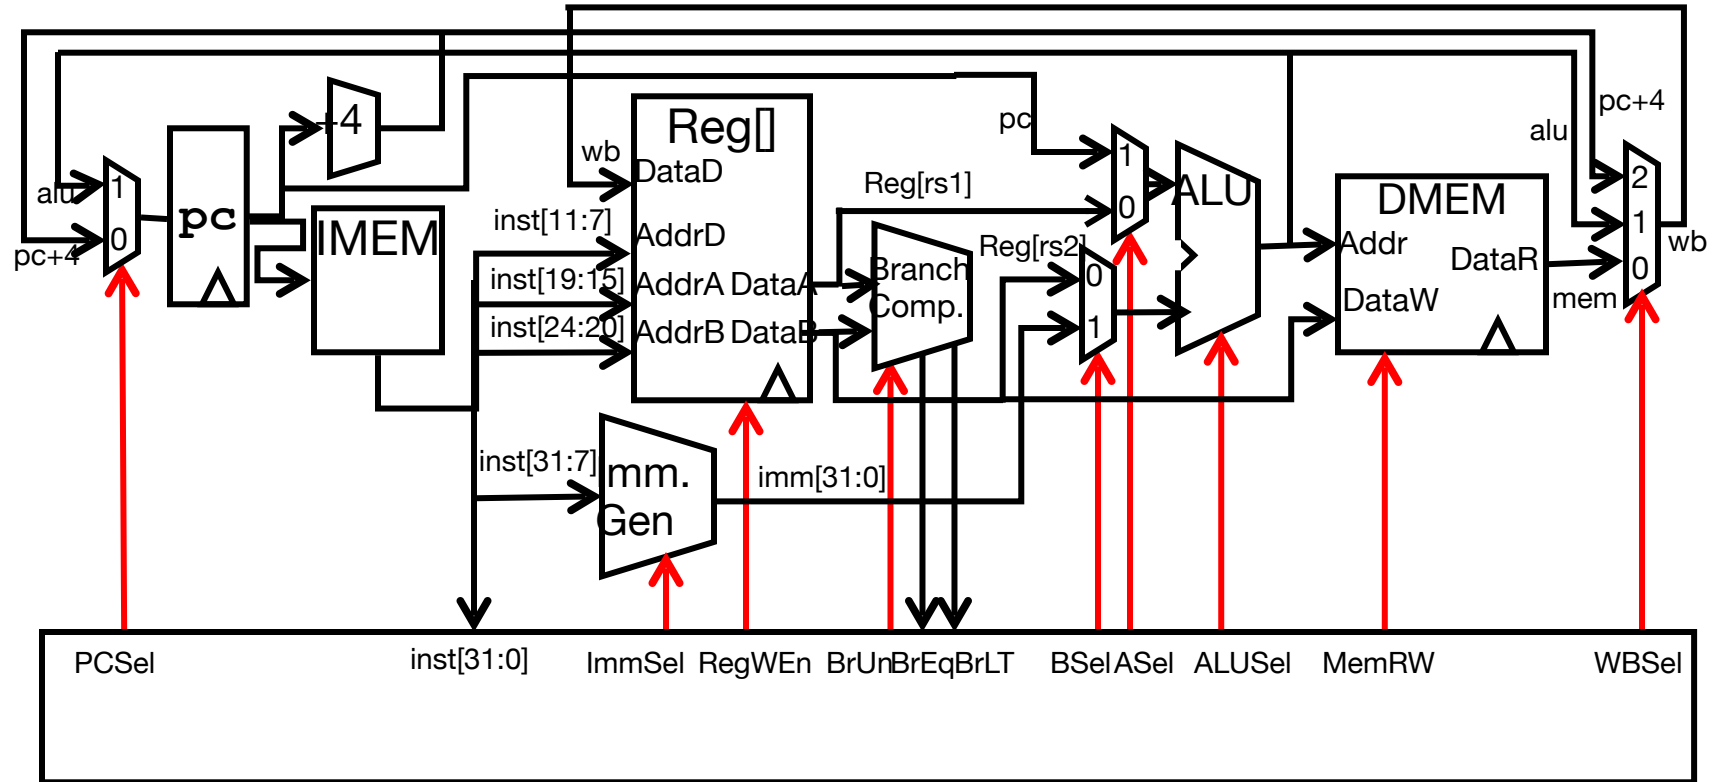 pc+4
Reg[]
+4
pc
alu
wb
DataD
1
2
alu
1
pc
IMEM
inst[11:7]
AddrD
Reg[rs1]
0
ALU
DMEM
1
0
pc+4
inst[19:15]
AddrA DataA
Branch
Comp.
Reg[rs2]
0
Addr
DataR
0
wb
mem
inst[24:20]
AddrB DataB
1
DataW
inst[31:7]
mm.
Gen
imm[31:0]
PCSel
inst[31:0]
ImmSel
RegWEn
BrUn
BrEq
BrLT
BSel
ASel
ALUSel
MemRW
WBSel